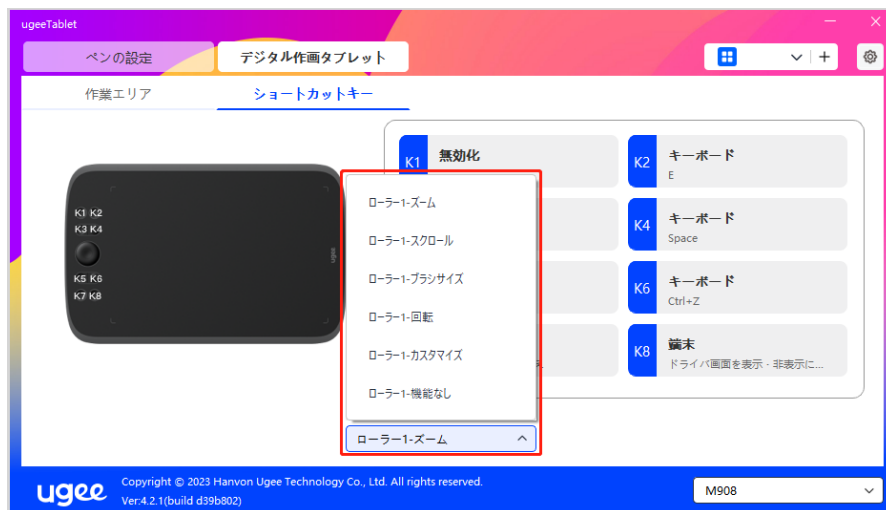 ugeeTablet
ペンの設定
デジタル作画タブレット
作業エリア
ショートカットキー
K1 無効化
K2 キーボード
E
K4 キーボード
Space
K6 キーボード
Ctrl+Z
K8 端末
ドライバ画面を表示・非表示に...
K1 K2
K3 K4
K5 K6
K7 K8
ugee
ローラー1-ズーム
ローラー1-スクロール
ローラー1-ブラシサイズ
ローラー1-回転
ローラー1-カスタマイズ
ローラー1-機能なし
ローラー1-ズーム
ugee
Copyright © 2023 Hanvon Ugee Technology Co., Ltd. All rights reserved.
Ver:4.2.1(build d39b802)
M908